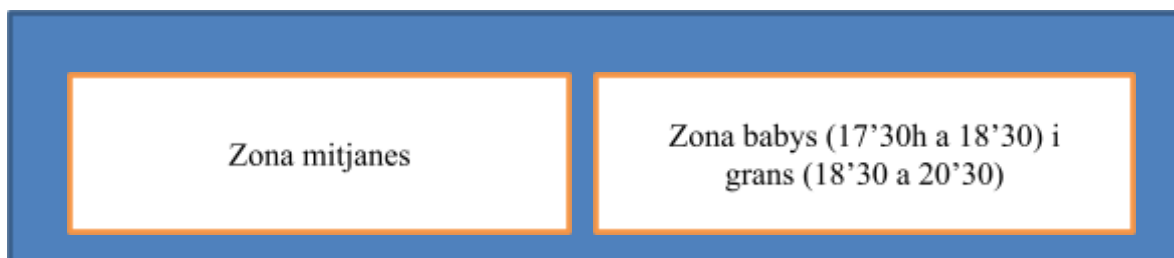 Zona mitjanes
Zona babys (17’30h a 18’30) i
grans (18’30 a 20’30)